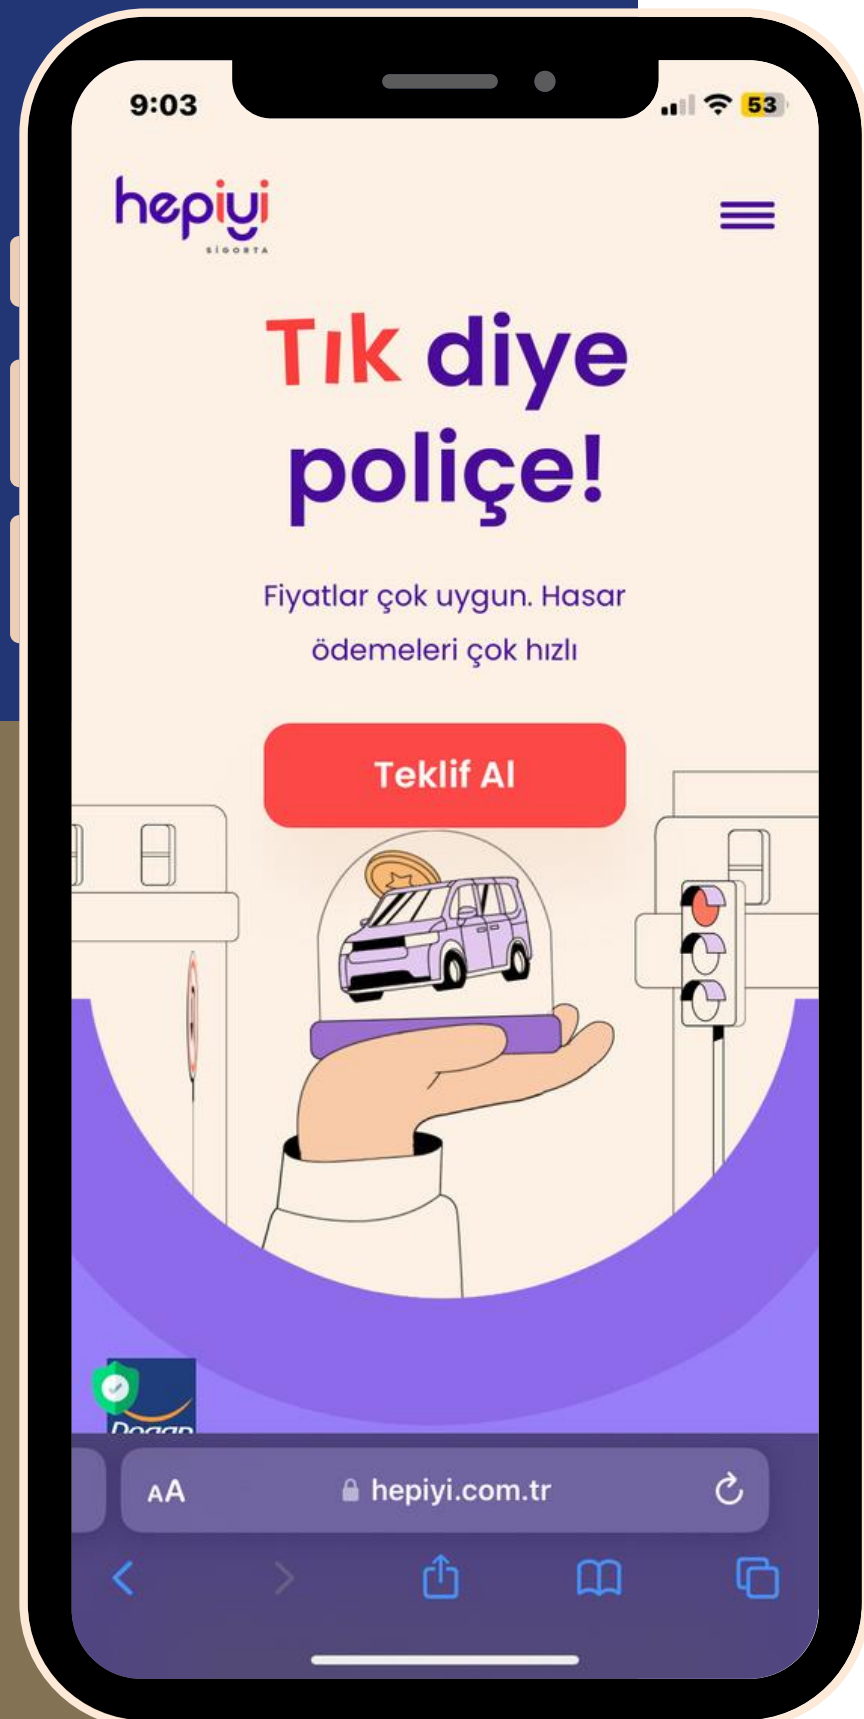 9:03
53
hepiyi
SİGORTA
Tık diye
poliçe!
Fiyatlar çok uygun. Hasar
ödemeleri çok hızlı
Teklif Al
Dogan
AA
hepiyi.com.tr